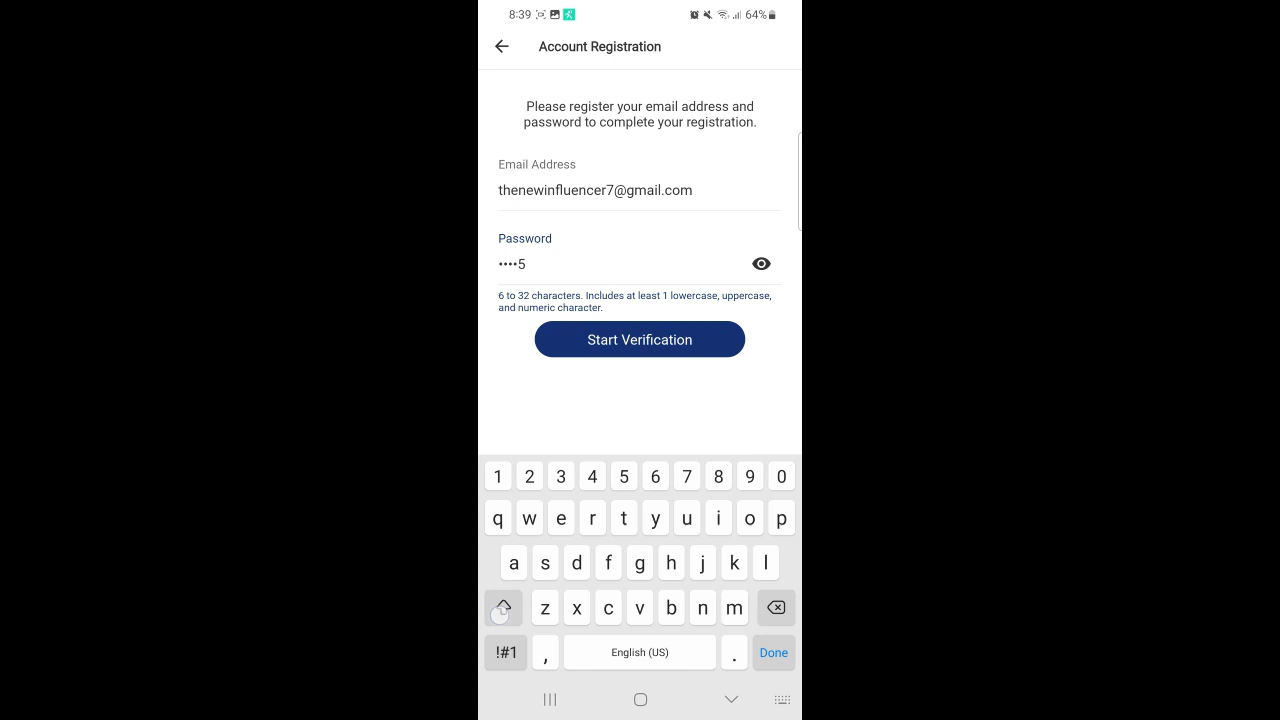 8:39 64%
Account Registration
Please register your email address and
password to complete your registration.
Email Address
thenewinfluencer7@gmail.com
Password
••••5
6 to 32 characters. Includes at least 1 lowercase, uppercase,
and numeric character.
Start Verification
1 2 3 4 5 6 7 8 9 0
q w e r t y u i o p
a s d f g h j k l
z x c v b n m
!#1 , English (US) . Done